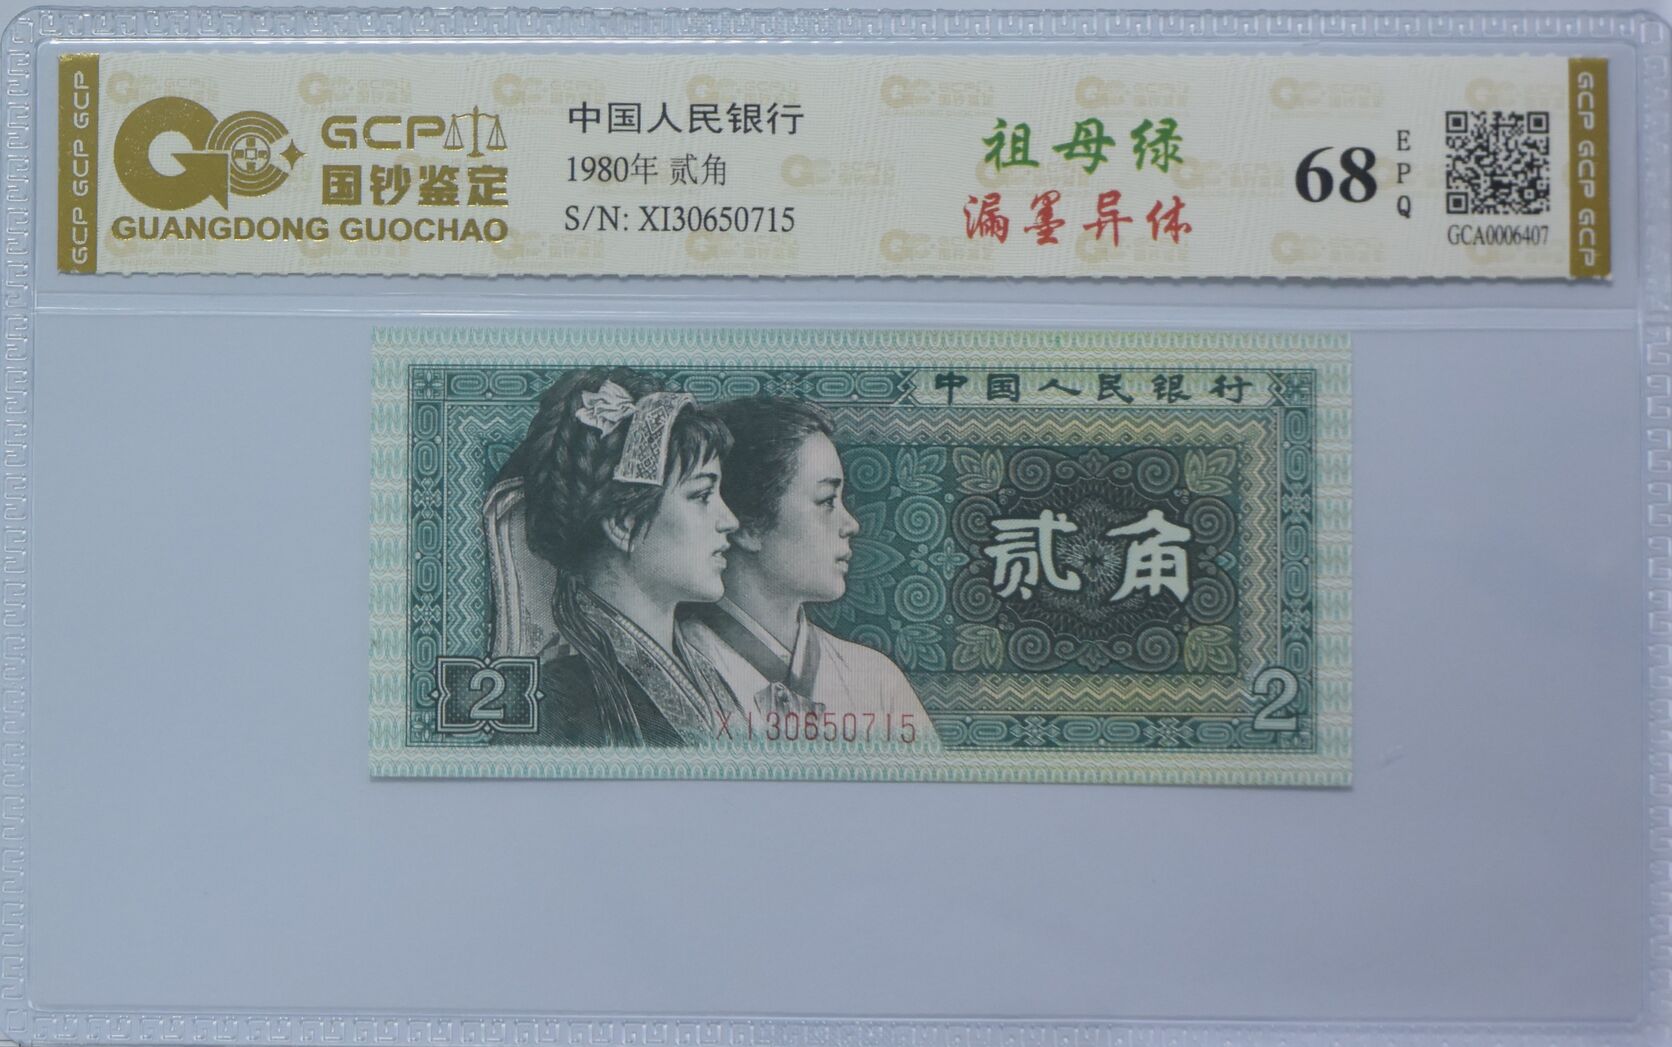 GCP GCP GCP
GCP
国钞鉴定
GUANGDONG GUOCHAO
中国人民银行
1980年 贰角
S/N: XI30650715
祖母绿
漏墨异体
68
EPQ
GCA0006407
GCP GCP GCP
中国人民银行
贰角
2
2
XI30650715